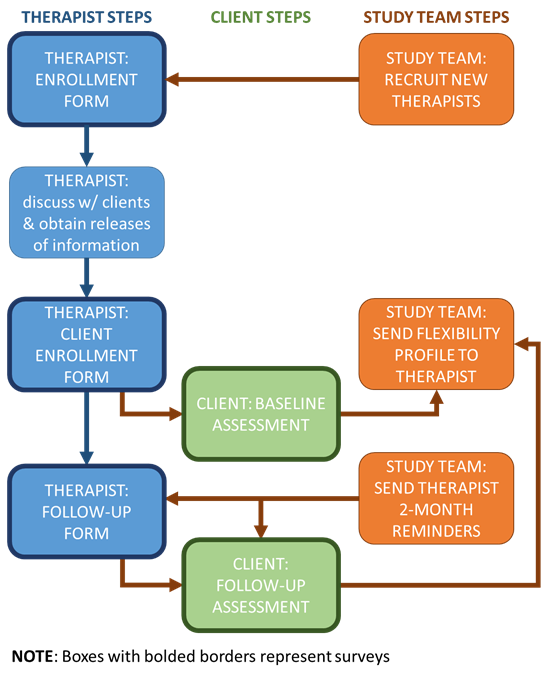 THERAPIST STEPS
CLIENT STEPS
STUDY TEAM STEPS
THERAPIST:
ENROLLMENT
FORM
STUDY TEAM:
RECRUIT NEW
THERAPISTS
THERAPIST:
discuss w/ clients
& obtain releases
of information
THERAPIST:
CLIENT
ENROLLMENT
FORM
STUDY TEAM:
SEND FLEXIBILITY
PROFILE TO
THERAPIST
CLIENT: BASELINE
ASSESSMENT
THERAPIST:
FOLLOW-UP
FORM
STUDY TEAM:
SEND THERAPIST
2-MONTH
REMINDERS
CLIENT:
FOLLOW-UP
ASSESSMENT
NOTE: Boxes with bolded borders represent surveys